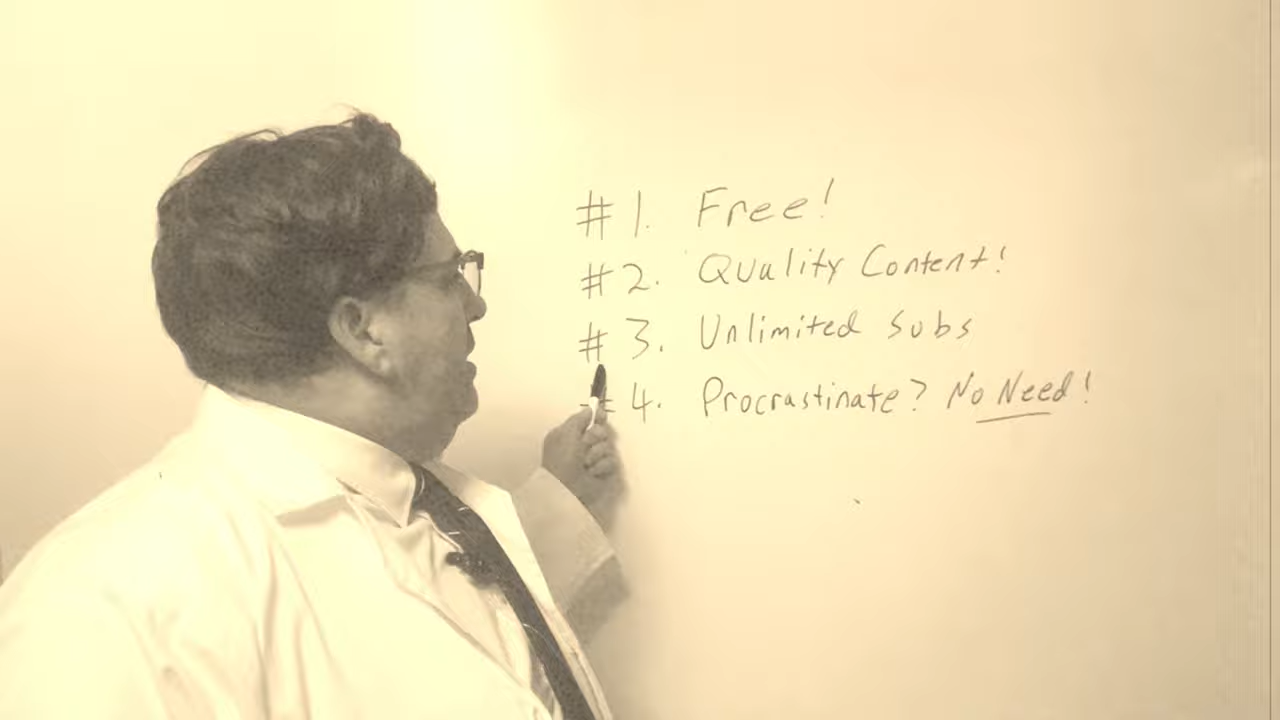 #1. Free!
#2. Quality Content!
#3. Unlimited Subs
#4. Procrastinate? No Need!